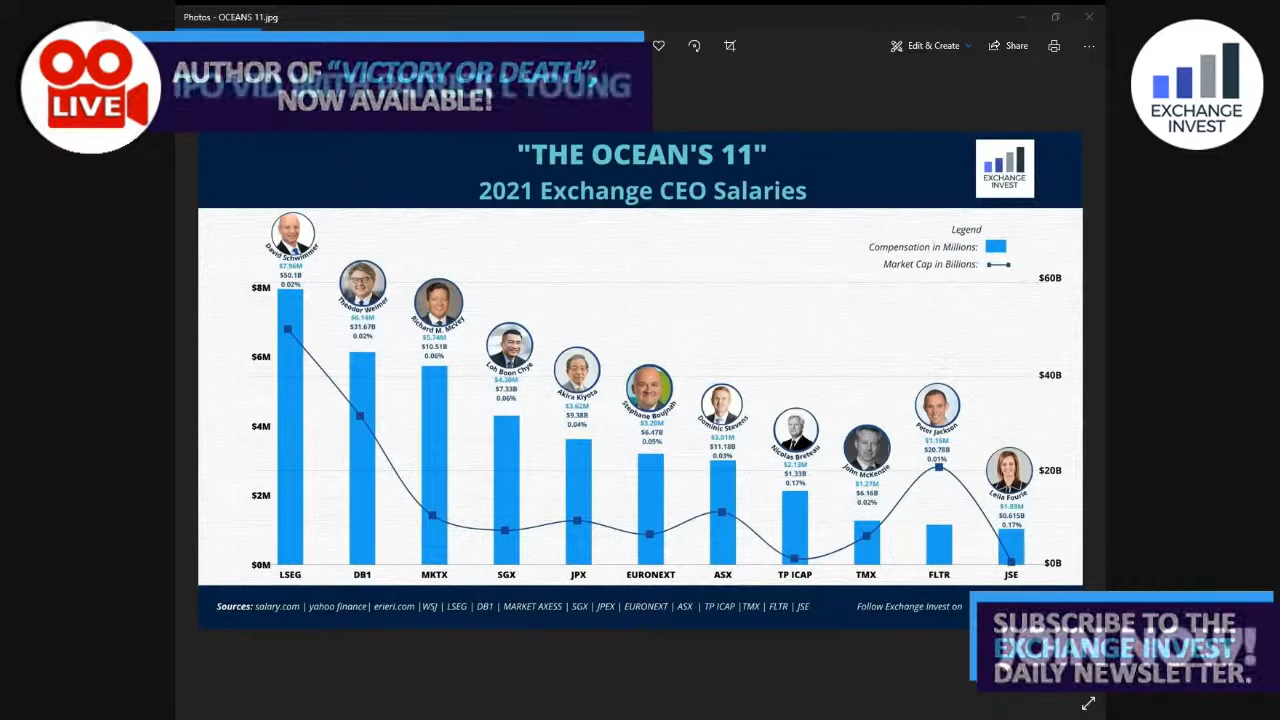 Photos - OCEANS 11.jpg
Edit & Create
Share
LIVE
AUTHOR OF "VICTORY OR DEATH",
NOW AVAILABLE!
IPO VID
YOUNG
EXCHANGE
INVEST
"THE OCEAN'S 11"
2021 Exchange CEO Salaries
EXCHANGE
INVEST
Legend
Compensation in Millions:
Market Cap in Billions:
$8M
$6M
$4M
$2M
$0M
$60B
$40B
$20B
$0B
David Schwimmer
$7.96M
$50.1B
0.02%
Theodor Weimer
$6.14M
$31.67B
0.02%
Richard M. McVey
$5.74M
$10.51B
0.06%
Loh Boon Chye
$4.30M
$7.33B
0.06%
Akira Kiyota
$3.62M
$9.38B
0.04%
Stephane Boujnah
$3.20M
$6.47B
0.05%
Dominic Stevens
$3.01M
$11.18B
0.03%
Nicolas Breteau
$2.13M
$1.33B
0.17%
John McKenzie
$1.27M
$6.16B
0.02%
Peter Jackson
$1.15M
$20.78B
0.01%
Leila Fourie
$1.03M
$0.615B
0.17%
LSEG DB1 MKTX SGX JPX EURONEXT ASX TP ICAP TMX FLTR JSE
Sources: salary.com | yahoo finance| erieri.com |WSJ | LSEG | DB1 | MARKET AXESS | SGX | JPEX | EURONEXT | ASX | TP ICAP |TMX | FLTR | JSE
Follow Exchange Invest on
SUBSCRIBE TO THE
EXCHANGE INVEST
DAILY NEWSLETTER.